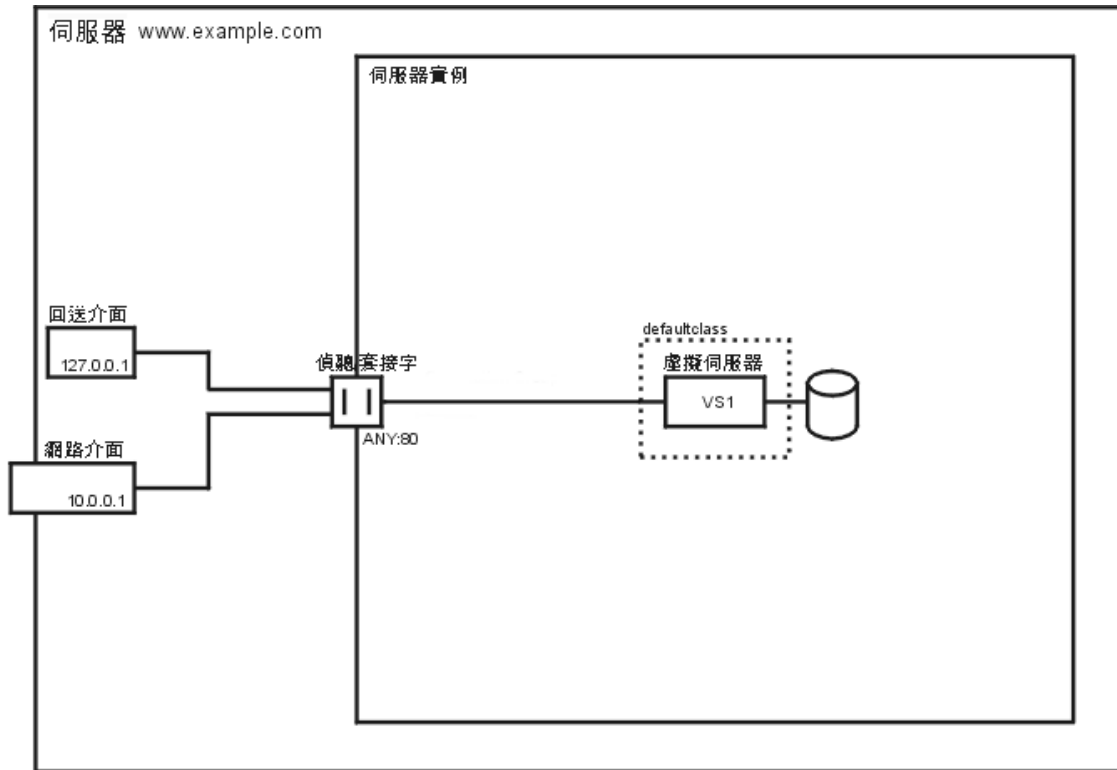 伺服器 www.example.com
伺服器實例
回送介面
127.0.0.1
網路介面
10.0.0.1
偵聽套接字
ANY:80
defaultclass
虛擬伺服器
VS1